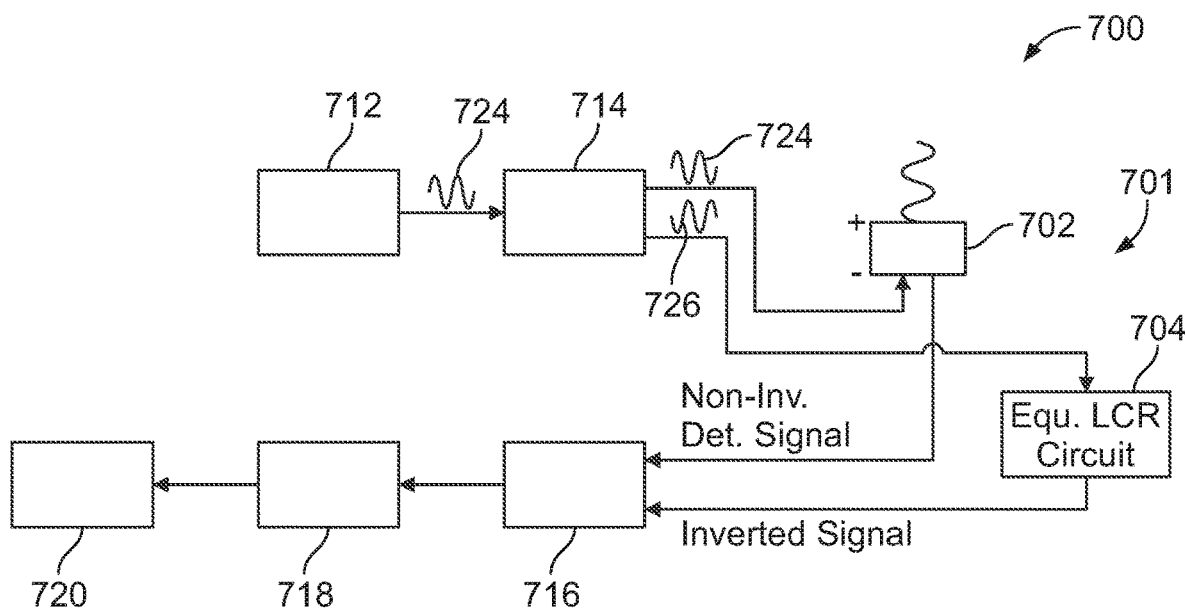 700
712
724
714
724
701
+
702
-
726
704
Non-Inv.
Det. Signal
Equ. LCR
Circuit
Inverted Signal
720
718
716